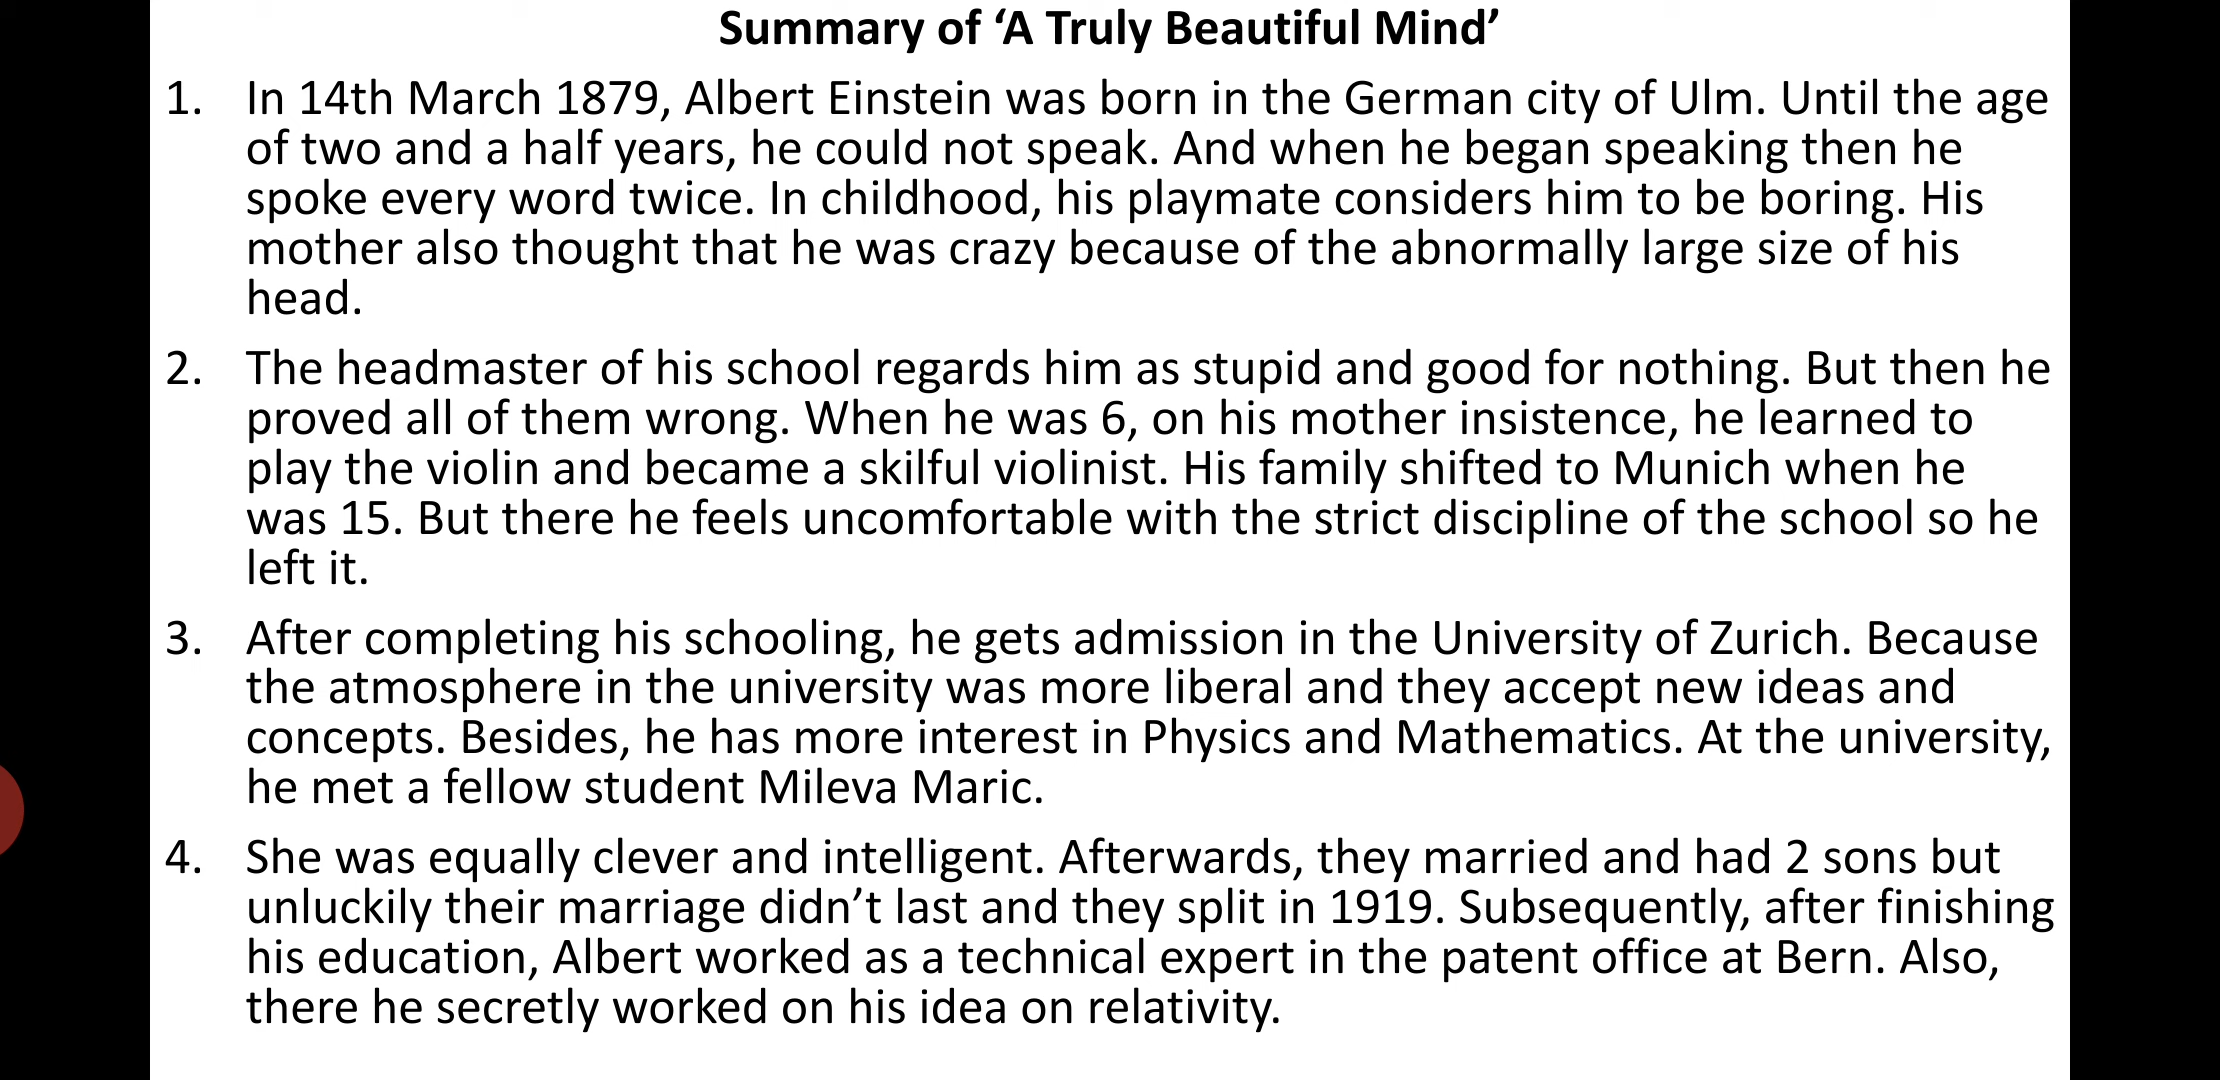 Summary of ‘A Truly Beautiful Mind’
1. In 14th March 1879, Albert Einstein was born in the German city of Ulm. Until the age
of two and a half years, he could not speak. And when he began speaking then he
spoke every word twice. In childhood, his playmate considers him to be boring. His
mother also thought that he was crazy because of the abnormally large size of his
head.
2. The headmaster of his school regards him as stupid and good for nothing. But then he
proved all of them wrong. When he was 6, on his mother insistence, he learned to
play the violin and became a skilful violinist. His family shifted to Munich when he
was 15. But there he feels uncomfortable with the strict discipline of the school so he
left it.
3. After completing his schooling, he gets admission in the University of Zurich. Because
the atmosphere in the university was more liberal and they accept new ideas and
concepts. Besides, he has more interest in Physics and Mathematics. At the university,
he met a fellow student Mileva Maric.
4. She was equally clever and intelligent. Afterwards, they married and had 2 sons but
unluckily their marriage didn’t last and they split in 1919. Subsequently, after finishing
his education, Albert worked as a technical expert in the patent office at Bern. Also,
there he secretly worked on his idea on relativity.